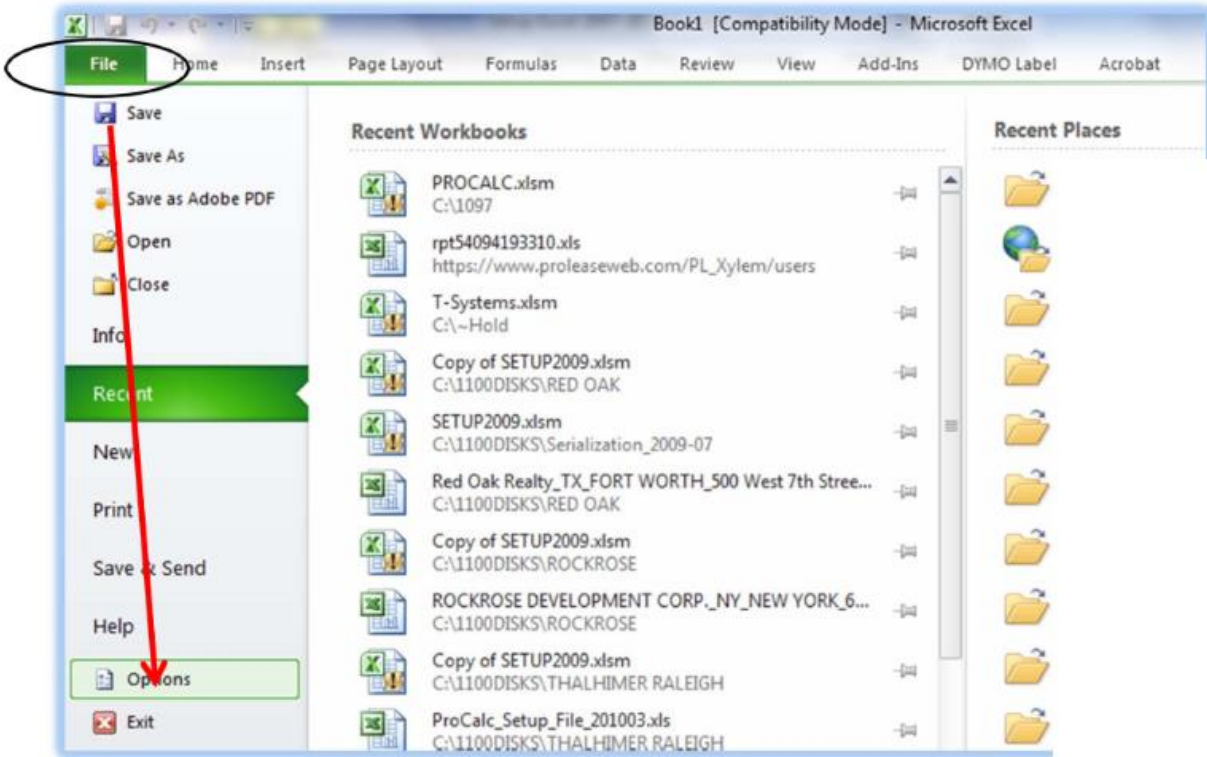 Book1 [Compatibility Mode] - Microsoft Excel
File Home Insert Page Layout Formulas Data Review View Add-Ins DYMO Label Acrobat
Save
Save As
Save as Adobe PDF
Open
Close
Info
Recent
New
Print
Save & Send
Help
Options
Exit
Recent Workbooks
PROCALC.xlsm
C:\1097
rpt54094193310.xls
https://www.proleaseweb.com/PL_Xylem/users
T-Systems.xlsm
C:\~Hold
Copy of SETUP2009.xlsm
C:\1100DISKS\RED OAK
SETUP2009.xlsm
C:\1100DISKS\Serialization_2009-07
Red Oak Realty_TX_FORT WORTH_500 West 7th Stree...
C:\1100DISKS\RED OAK
Copy of SETUP2009.xlsm
C:\1100DISKS\ROCKROSE
ROCKROSE DEVELOPMENT CORP._NY_NEW YORK_6...
C:\1100DISKS\ROCKROSE
Copy of SETUP2009.xlsm
C:\1100DISKS\THALHIMER RALEIGH
ProCalc_Setup_File_201003.xls
C:\1100DISKS\THALHIMER RALEIGH
Recent Places